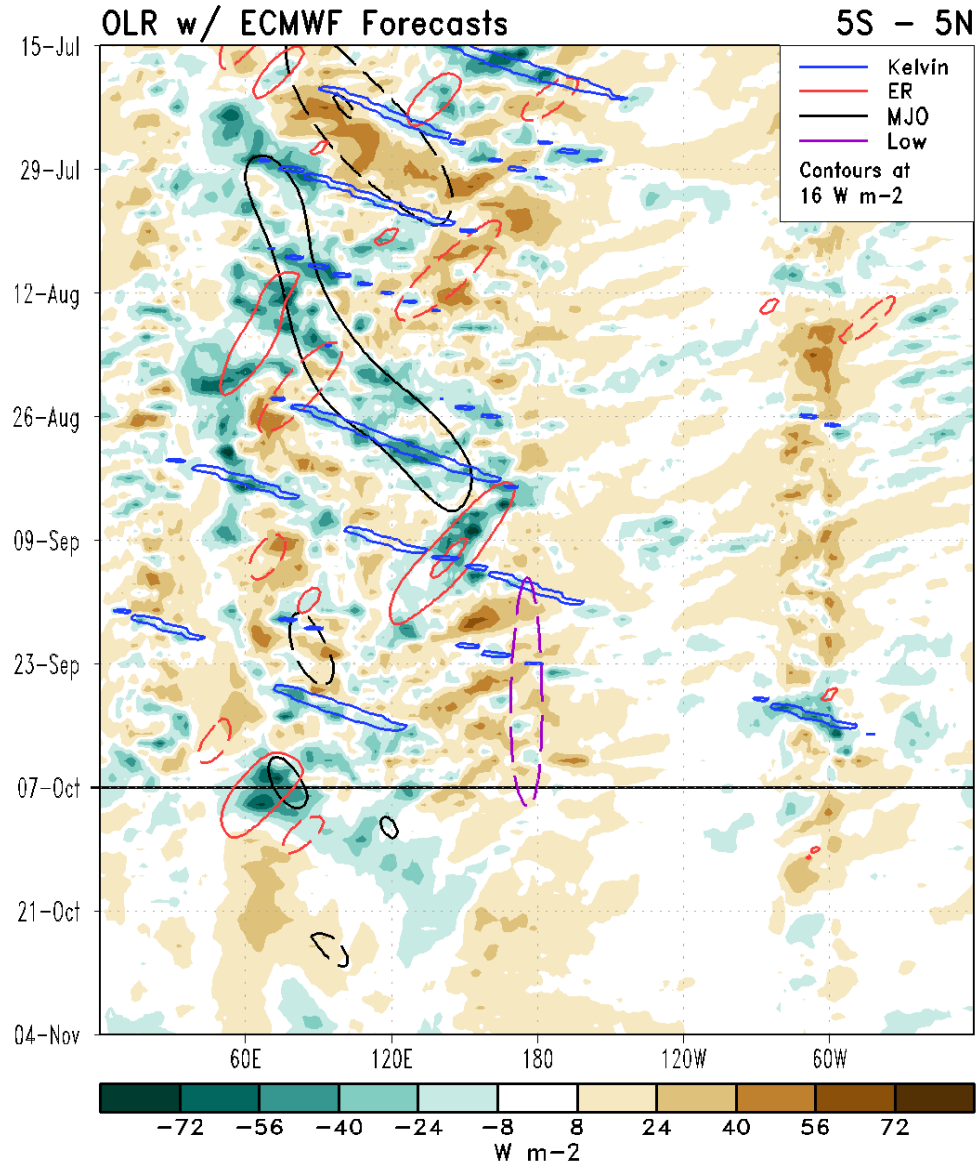 OLR w/ ECMWF Forecasts 5S - 5N
Kelvin
ER
MJO
Low
Contours at
16 W m-2
15-Jul
29-Jul
12-Aug
26-Aug
09-Sep
23-Sep
07-Oct
21-Oct
04-Nov
60E 120E 180 120W 60W
-72 -56 -40 -24 -8 8 24 40 56 72
W m-2